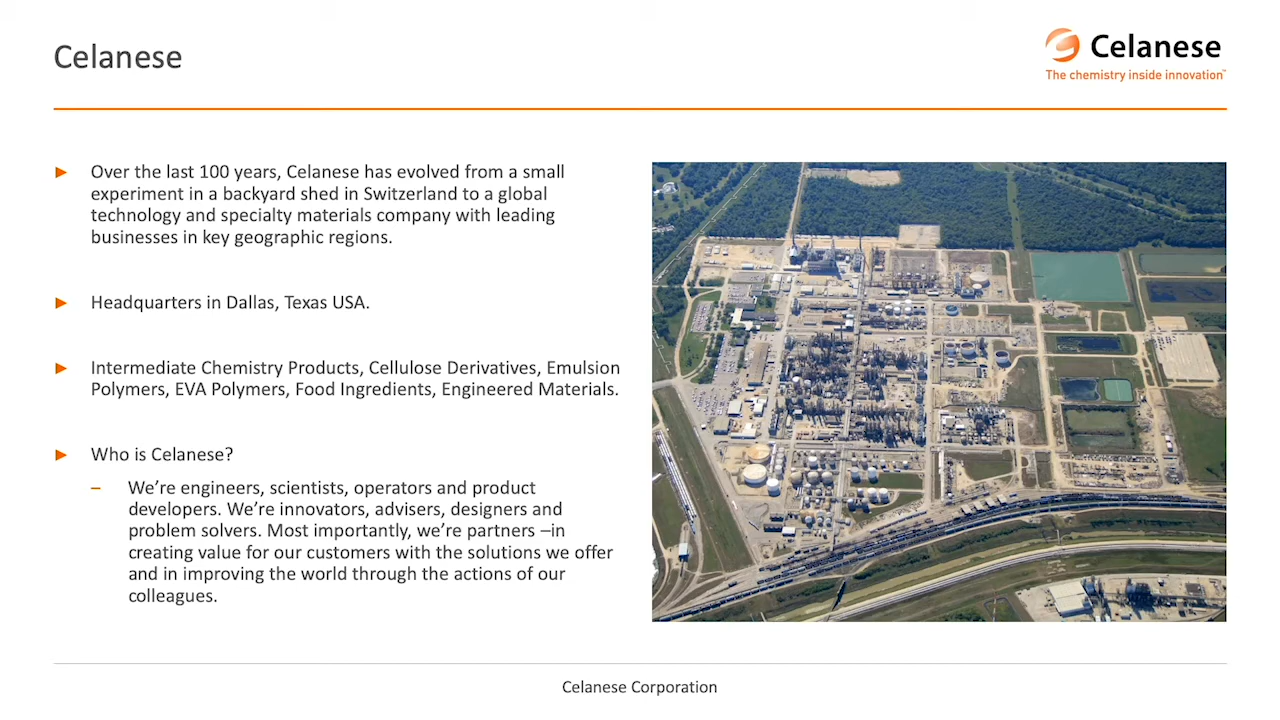 Celanese
Celanese
The chemistry inside innovation™
► Over the last 100 years, Celanese has evolved from a small
experiment in a backyard shed in Switzerland to a global
technology and specialty materials company with leading
businesses in key geographic regions.
► Headquarters in Dallas, Texas USA.
► Intermediate Chemistry Products, Cellulose Derivatives, Emulsion
Polymers, EVA Polymers, Food Ingredients, Engineered Materials.
► Who is Celanese?
– We’re engineers, scientists, operators and product
developers. We’re innovators, advisers, designers and
problem solvers. Most importantly, we’re partners –in
creating value for our customers with the solutions we offer
and in improving the world through the actions of our
colleagues.
Celanese Corporation